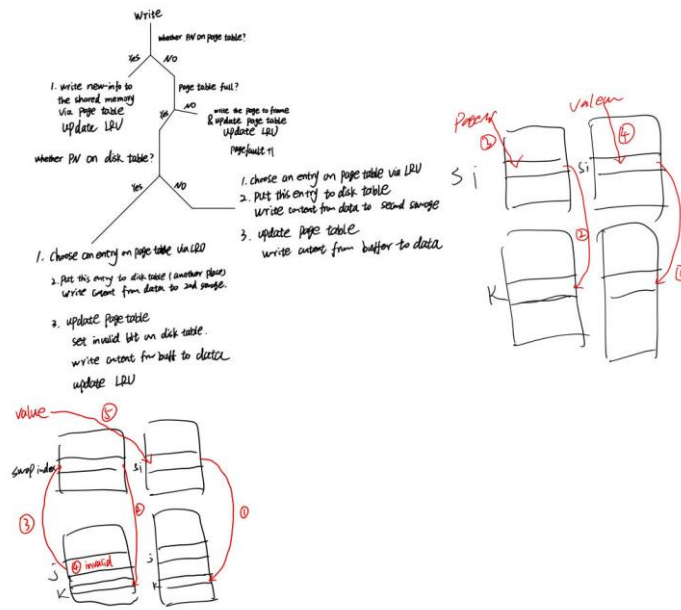 Write
whether PN on page table?
Yes
NO
1. write new-info to
the shared memory
via page table
update LRU
Page table full?
Yes
NO
write the page to frame
& update page table
update LRU
pagefault +1
whether PN on disk table?
Yes
NO
1. choose an entry on page table via LRU
2. Put this entry to disk table
write content from data to second storage
3. update page table
write content from buffer to data
1. choose an entry on page table via LRU
2. Put this entry to disk table (another place)
write content from data to 2nd storage.
3. update page table
set invalid bit on disk table.
write content from buff to data
update LRU
③
④
Si
Si
②
①
K
value
⑤
swap index
Si
③
②
①
④ invalid
j
K
j
K